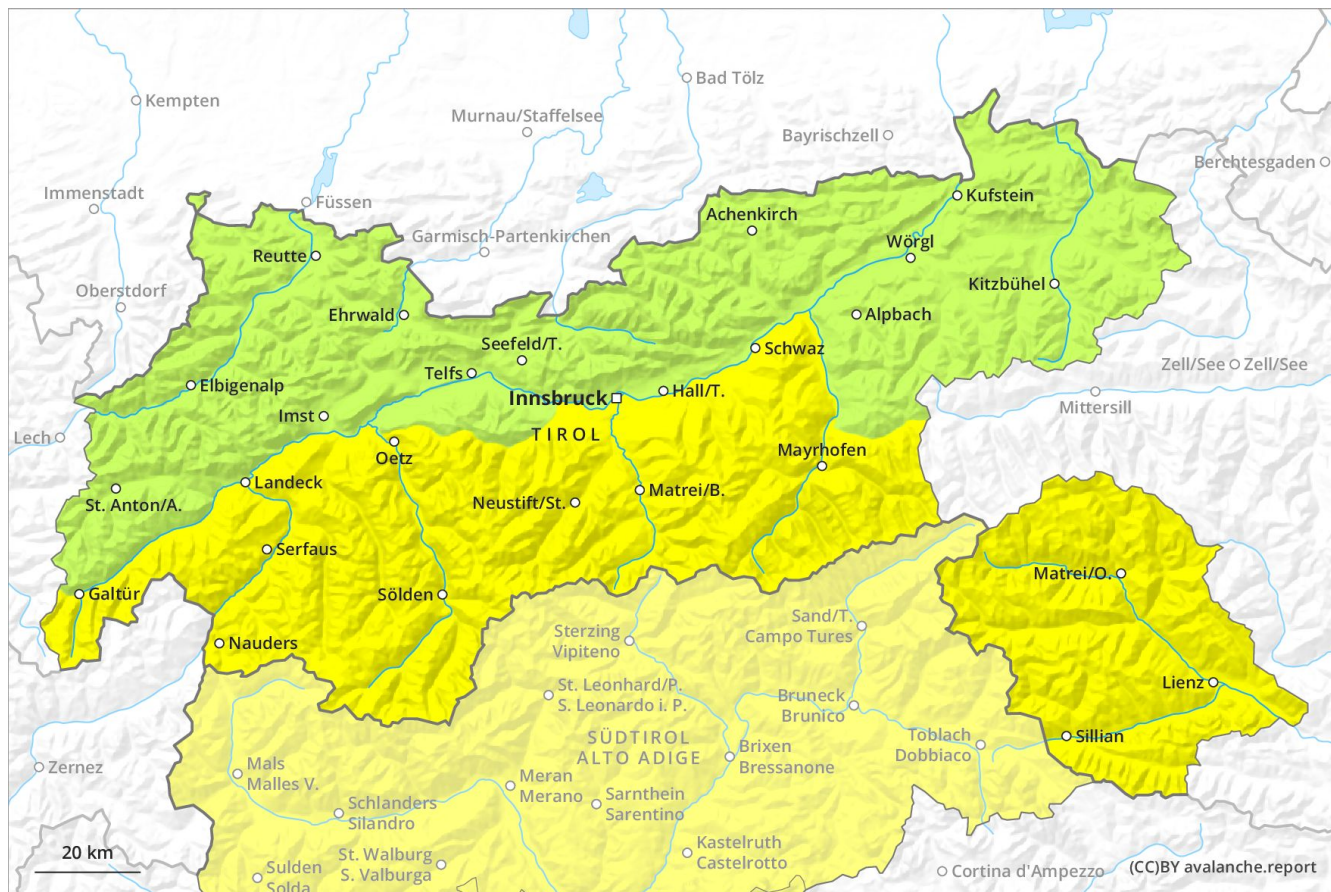 Kempten
Bad Tölz
Murnau/Staffelsee
Bayrischzell
Berchtesgaden
Immenstadt
Füssen
Kufstein
Achenkirch
Garmisch-Partenkirchen
Wörgl
Reutte
Oberstdorf
Kitzbühel
Ehrwald
Alpbach
Seefeld/T.
Schwaz
Zell/See
Zell/See
Telfs
Elbigenalp
Hall/T.
Innsbruck
Mittersill
Imst
Lech
TIROL
Mayrhofen
Oetz
Landeck
Matrei/B.
St. Anton/A.
Neustift/St.
Serfaus
Matrei/O.
Galtür
Sölden
Sand/T.
Campo Tures
Sterzing
Vipiteno
Nauders
Lienz
St. Leonhard/P.
S. Leonardo i. P.
Bruneck
Brunico
Sillian
SÜDTIROL
ALTO ADIGE
Toblach
Dobbiaco
Brixen
Bressanone
Zernez
Mals
Malles V.
Meran
Merano
Sarnthein
Sarentino
Schlanders
Silandro
Kastelruth
Castelrotto
20 km
St. Walburg
S. Valburga
Sulden
Solda
Cortina d'Ampezzo
(CC)BY avalanche.report